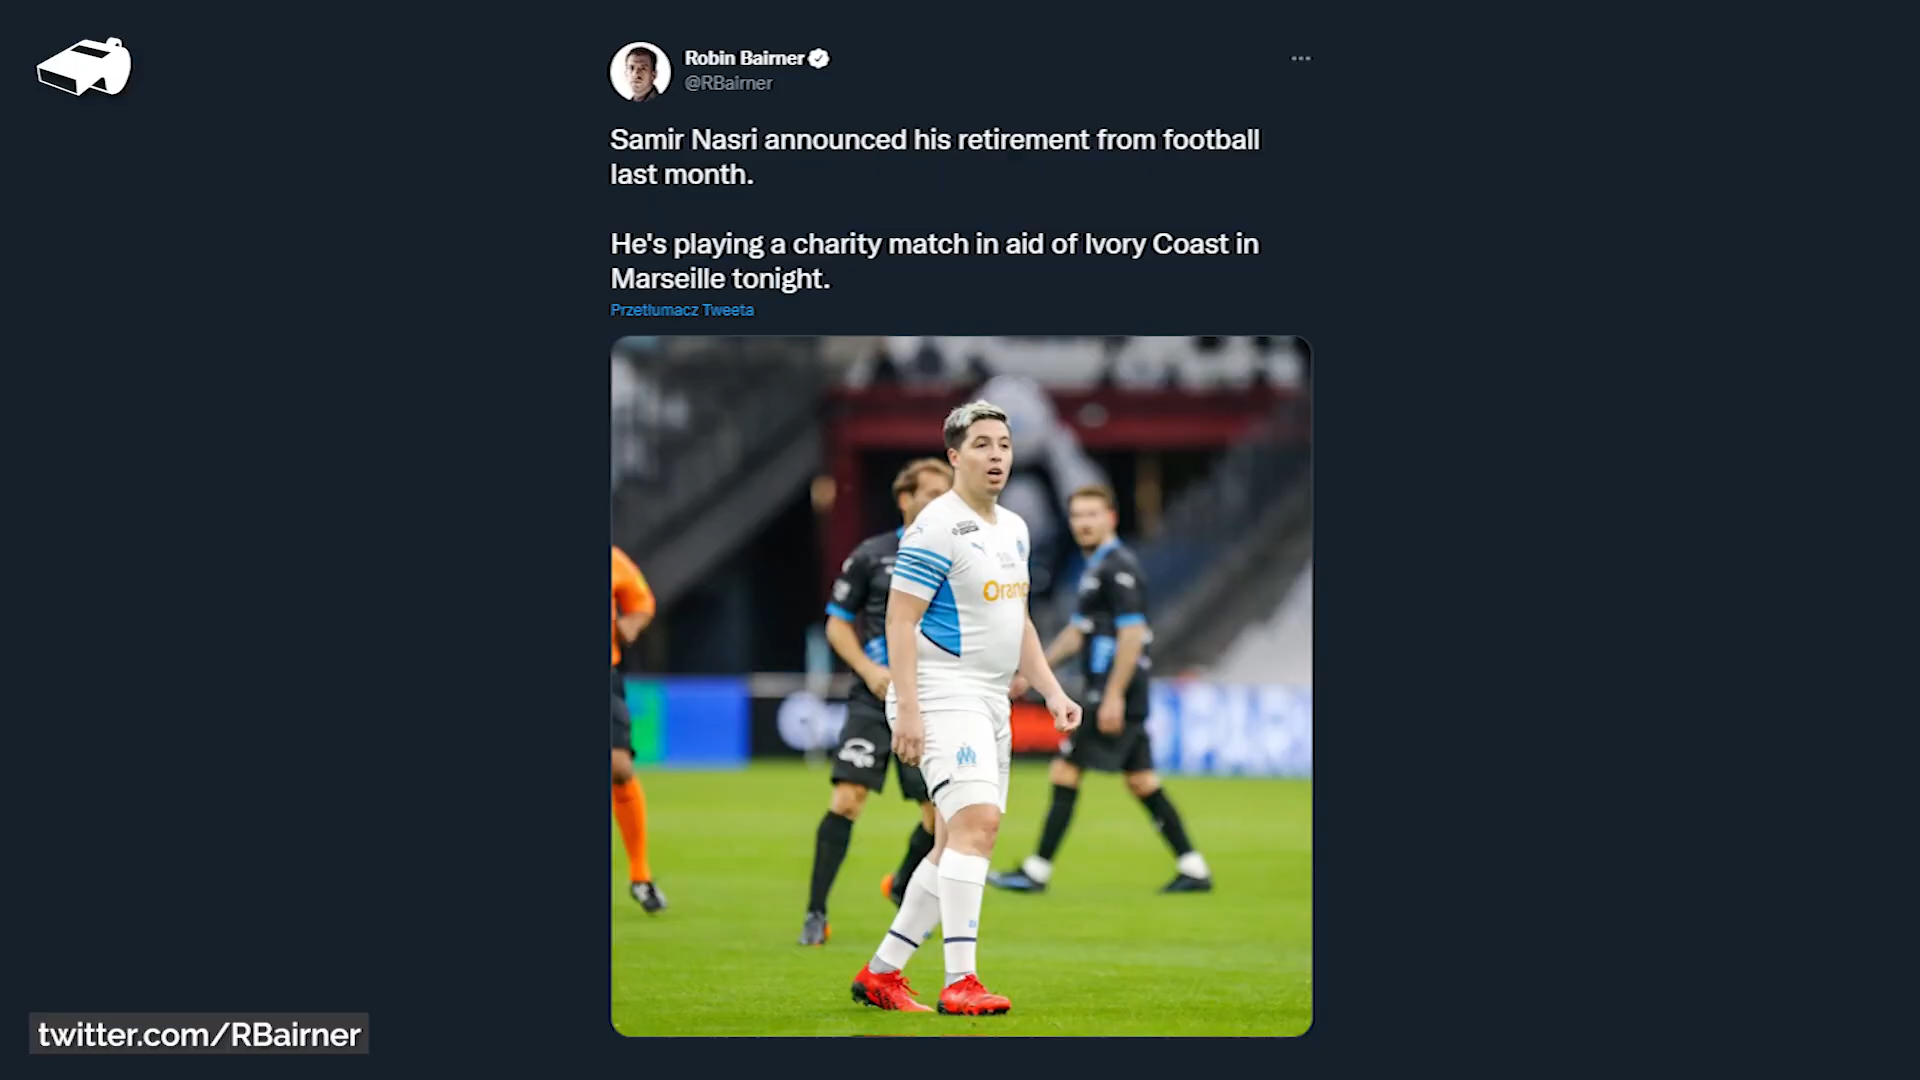 Robin Bairner
@RBairner
Samir Nasri announced his retirement from football
last month.
He's playing a charity match in aid of Ivory Coast in
Marseille tonight.
Przetłumacz Tweeta
Orange
twitter.com/RBairner